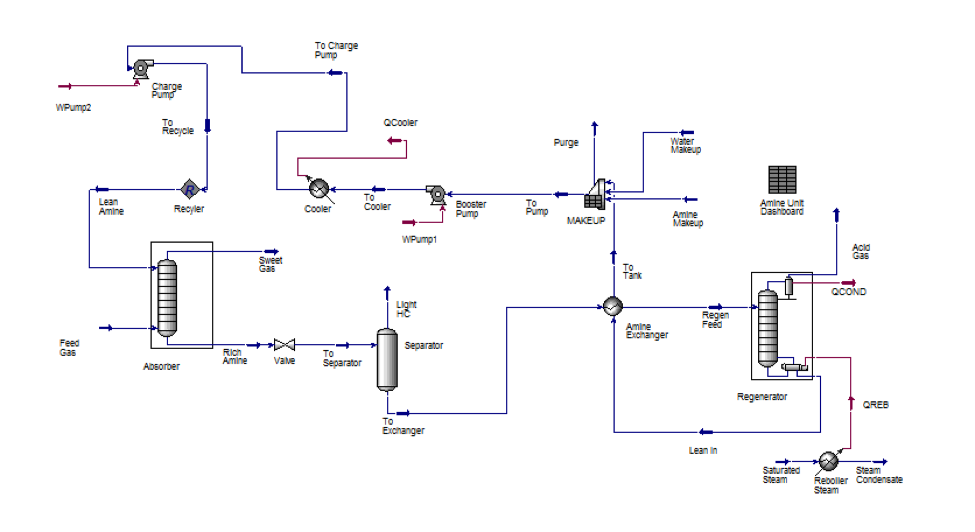 To Charge
Pump
Charge
Pump
WPump2
To
Recycle
QCooler
Purge
Water
Makeup
Lean
Amine
R
Recyler
Cooler
To
Cooler
Booster
Pump
To
Pump
MAKEUP
Amine
Makeup
Amine Unit
Dashboard
WPump1
Sweet
Gas
To
Tank
Acid
Gas
QCOND
Light
HC
Feed
Gas
Rich
Amine
Valve
To
Separator
Separator
Amine
Exchanger
Regen
Feed
Absorber
Regenerator
QREB
To
Exchanger
Lean In
Saturated
Steam
Reboiler
Steam
Steam
Condensate